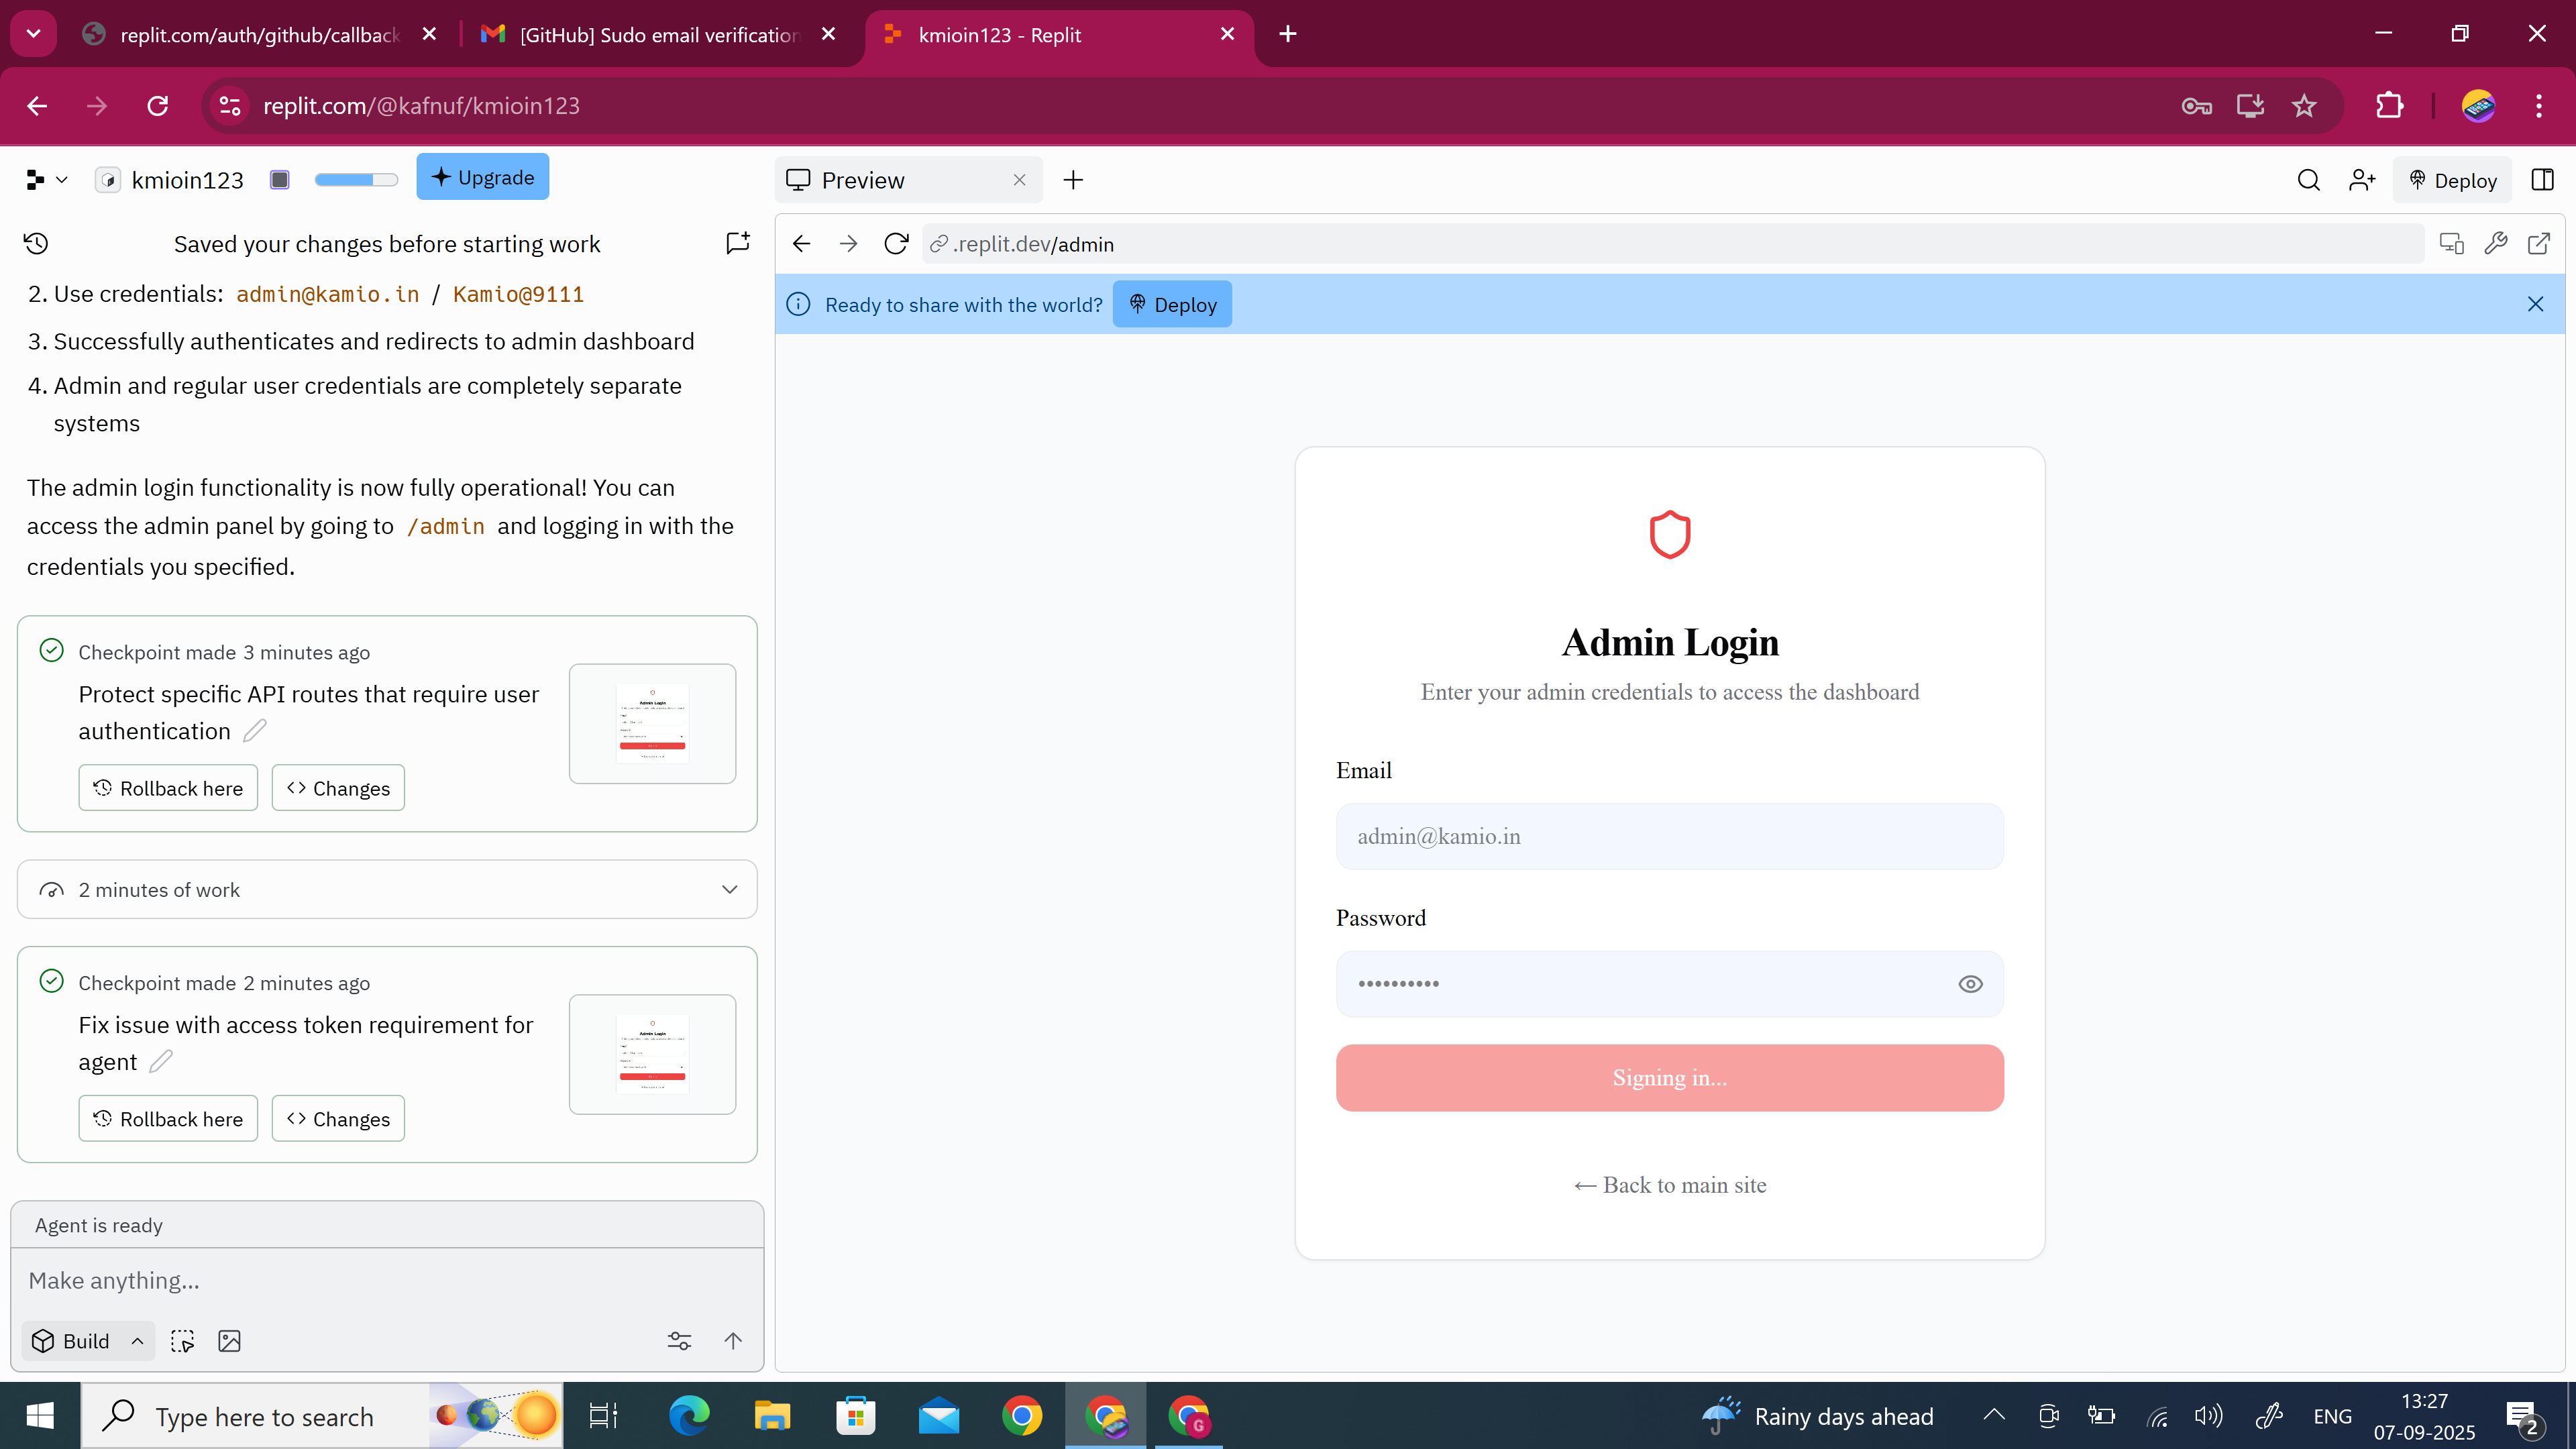 replit.com/auth/github/callback
[GitHub] Sudo email verification
kmioin123 - Replit
replit.com/@kafnuf/kmioin123
kmioin123
Upgrade
Preview
Deploy
Saved your changes before starting work
.replit.dev/admin
2. Use credentials: admin@kamio.in / Kamio@9111
3. Successfully authenticates and redirects to admin dashboard
4. Admin and regular user credentials are completely separate
systems
The admin login functionality is now fully operational! You can
access the admin panel by going to /admin and logging in with the
credentials you specified.
Checkpoint made 3 minutes ago
Protect specific API routes that require user
authentication
Rollback here
Changes
2 minutes of work
Checkpoint made 2 minutes ago
Fix issue with access token requirement for
agent
Rollback here
Changes
Agent is ready
Make anything...
Build
Ready to share with the world?
Deploy
Admin Login
Enter your admin credentials to access the dashboard
Email
admin@kamio.in
Password
••••••••••
Signing in...
← Back to main site
Type here to search
G
Rainy days ahead
ENG
13:27
07-09-2025
2